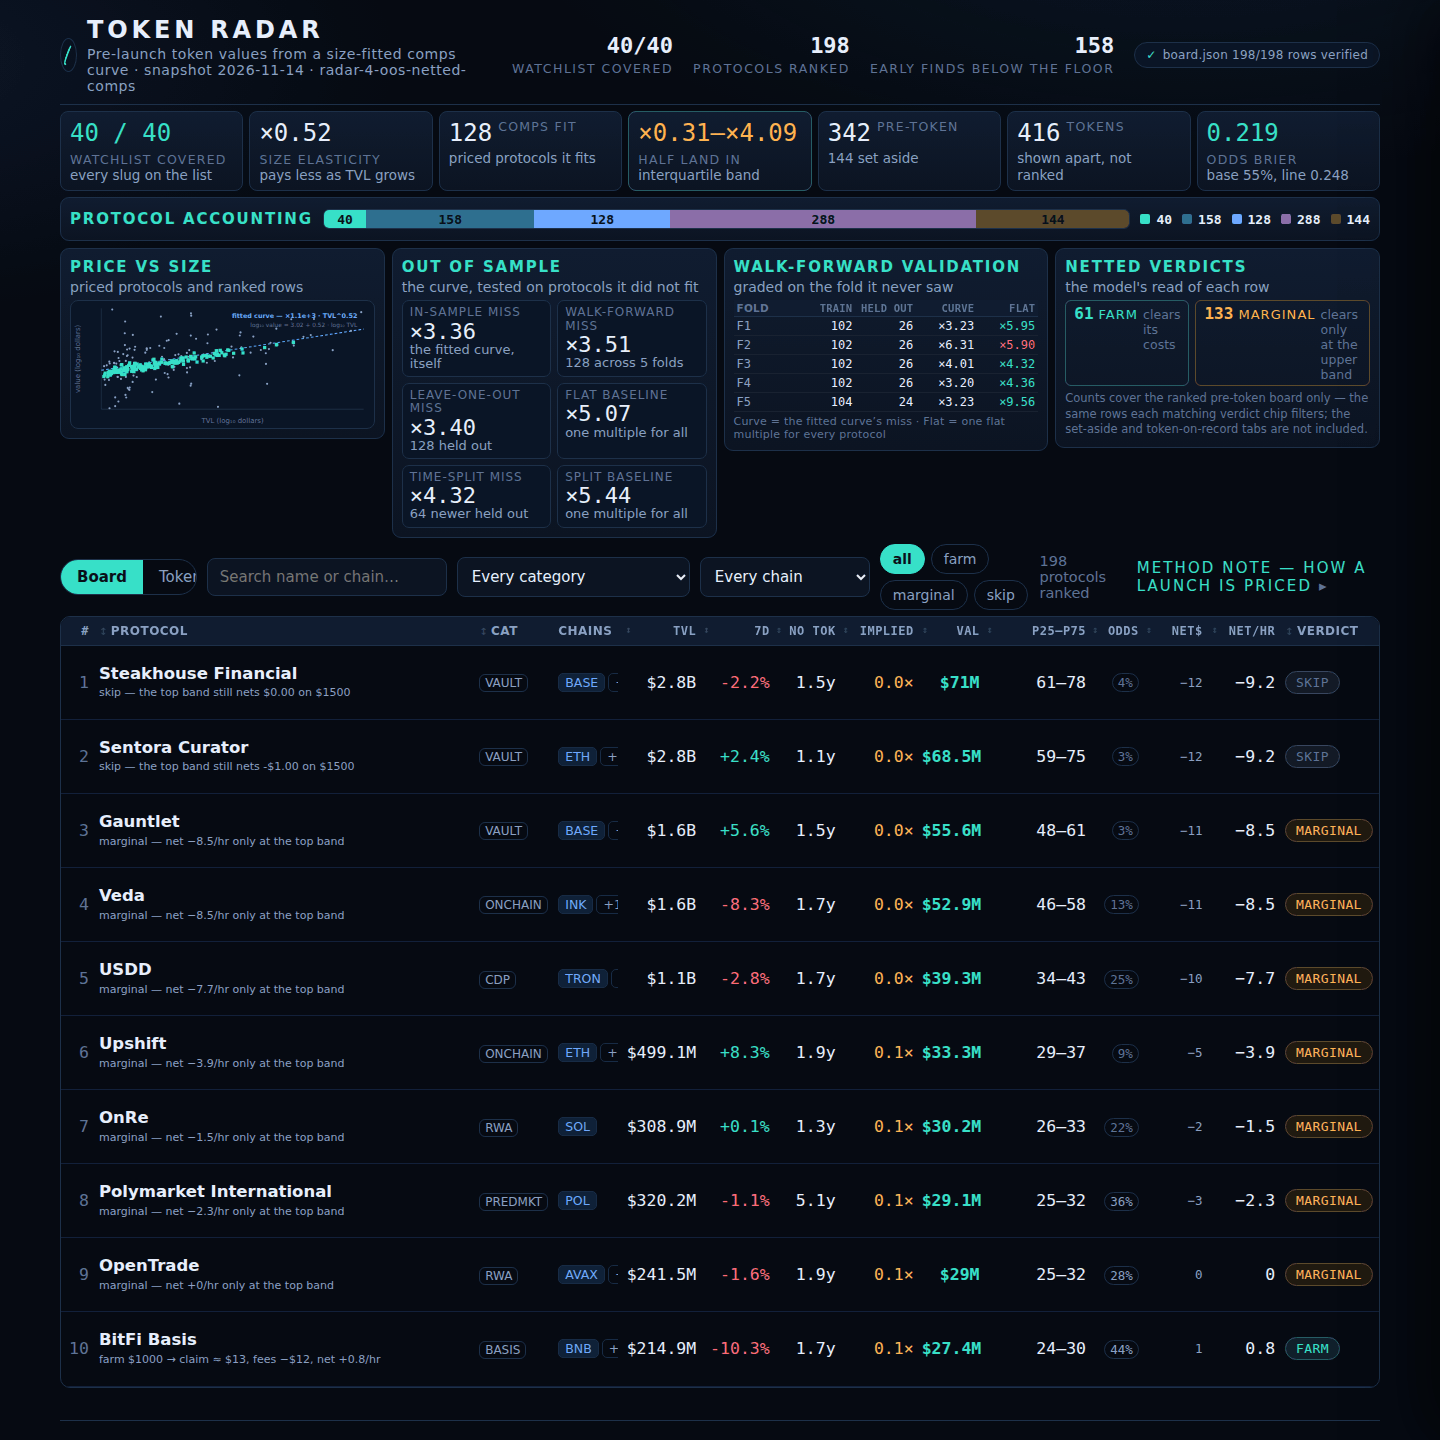 TOKEN RADAR
Pre-launch token values from a size-fitted comps
curve · snapshot 2026-11-14 · radar-4-oos-netted-
comps
40/40
WATCHLIST COVERED
198
PROTOCOLS RANKED
158
EARLY FINDS BELOW THE FLOOR
✓ board.json 198/198 rows verified
40 / 40
WATCHLIST COVERED
every slug on the list
×0.52
SIZE ELASTICITY
pays less as TVL grows
128 COMPS FIT
priced protocols it fits
×0.31–×4.09
HALF LAND IN
interquartile band
342 PRE-TOKEN
144 set aside
416 TOKENS
shown apart, not
ranked
0.219
ODDS BRIER
base 55%, line 0.248
PROTOCOL ACCOUNTING
40 158 128 288 144
40 158 128 288 144
PRICE VS SIZE
priced protocols and ranked rows
fitted curve — ×1.1e+3 · TVL^0.52
log₁₀ value = 3.02 + 0.52 · log₁₀ TVL
value (log₁₀ dollars)
TVL (log₁₀ dollars)
OUT OF SAMPLE
the curve, tested on protocols it did not fit
IN-SAMPLE MISS
×3.36
the fitted curve,
itself
WALK-FORWARD
MISS
×3.51
128 across 5 folds
LEAVE-ONE-OUT
MISS
×3.40
128 held out
FLAT BASELINE
×5.07
one multiple for all
TIME-SPLIT MISS
×4.32
64 newer held out
SPLIT BASELINE
×5.44
one multiple for all
WALK-FORWARD VALIDATION
graded on the fold it never saw
FOLD TRAIN HELD OUT CURVE FLAT
F1 102 26 ×3.23 ×5.95
F2 102 26 ×6.31 ×5.90
F3 102 26 ×4.01 ×4.32
F4 102 26 ×3.20 ×4.36
F5 104 24 ×3.23 ×9.56
Curve = the fitted curve's miss · Flat = one flat
multiple for every protocol
NETTED VERDICTS
the model's read of each row
61 FARM clears
its
costs
133 MARGINAL clears
only
at the
upper
band
Counts cover the ranked pre-token board only — the
same rows each matching verdict chip filters; the
set-aside and token-on-record tabs are not included.
Board Token
Search name or chain…
Every category
Every chain
all farm
marginal skip
198
protocols
ranked
METHOD NOTE — HOW A
LAUNCH IS PRICED ▸
# ↕ PROTOCOL ↕ CAT CHAINS ↕ TVL ↕ 7D ↕ NO TOK ↕ IMPLIED ↕ VAL ↕ P25–P75 ↕ ODDS ↕ NET$ ↕ NET/HR ↕ VERDICT
1 Steakhouse Financial VAULT BASE $2.8B -2.2% 1.5y 0.0× $71M 61–78 4% −12 −9.2 SKIP
skip — the top band still nets $0.00 on $1500
2 Sentora Curator VAULT ETH + $2.8B +2.4% 1.1y 0.0× $68.5M 59–75 3% −12 −9.2 SKIP
skip — the top band still nets -$1.00 on $1500
3 Gauntlet VAULT BASE $1.6B +5.6% 1.5y 0.0× $55.6M 48–61 3% −11 −8.5 MARGINAL
marginal — net −8.5/hr only at the top band
4 Veda ONCHAIN INK +1 $1.6B -8.3% 1.7y 0.0× $52.9M 46–58 13% −11 −8.5 MARGINAL
marginal — net −8.5/hr only at the top band
5 USDD CDP TRON $1.1B -2.8% 1.7y 0.0× $39.3M 34–43 25% −10 −7.7 MARGINAL
marginal — net −7.7/hr only at the top band
6 Upshift ONCHAIN ETH + $499.1M +8.3% 1.9y 0.1× $33.3M 29–37 9% −5 −3.9 MARGINAL
marginal — net −3.9/hr only at the top band
7 OnRe RWA SOL $308.9M +0.1% 1.3y 0.1× $30.2M 26–33 22% −2 −1.5 MARGINAL
marginal — net −1.5/hr only at the top band
8 Polymarket International PREDMKT POL $320.2M -1.1% 5.1y 0.1× $29.1M 25–32 36% −3 −2.3 MARGINAL
marginal — net −2.3/hr only at the top band
9 OpenTrade RWA AVAX $241.5M -1.6% 1.9y 0.1× $29M 25–32 28% 0 0 MARGINAL
marginal — net +0/hr only at the top band
10 BitFi Basis BASIS BNB + $214.9M -10.3% 1.7y 0.1× $27.4M 24–30 44% 1 0.8 FARM
farm $1000 → claim ≈ $13, fees −$12, net +0.8/hr